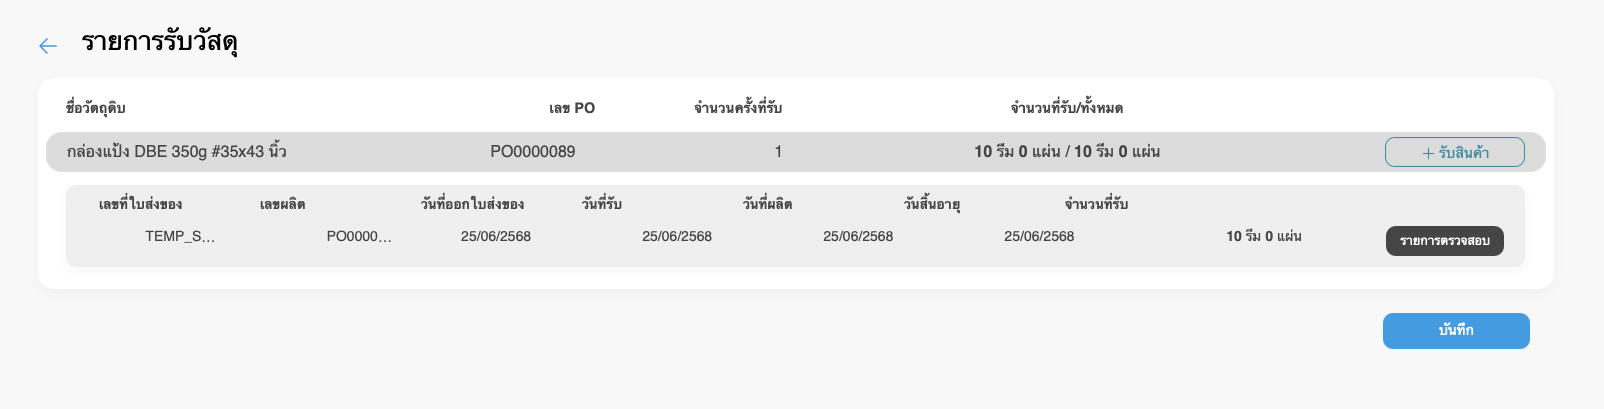 รายการรับวัสดุ
ชื่อวัตถุดิบ เลข PO จำนวนครั้งที่รับ จำนวนที่รับ/ทั้งหมด
กล่องแป้ง DBE 350g #35x43 นิ้ว PO0000089 1 10 รีม 0 แผ่น / 10 รีม 0 แผ่น + รับสินค้า
เลขที่ใบส่งของ เลขผลิต วันที่ออกใบส่งของ วันที่รับ วันที่ผลิต วันสิ้นอายุ จำนวนที่รับ
TEMP_S... PO0000... 25/06/2568 25/06/2568 25/06/2568 25/06/2568 10 รีม 0 แผ่น รายการตรวจสอบ
บันทึก